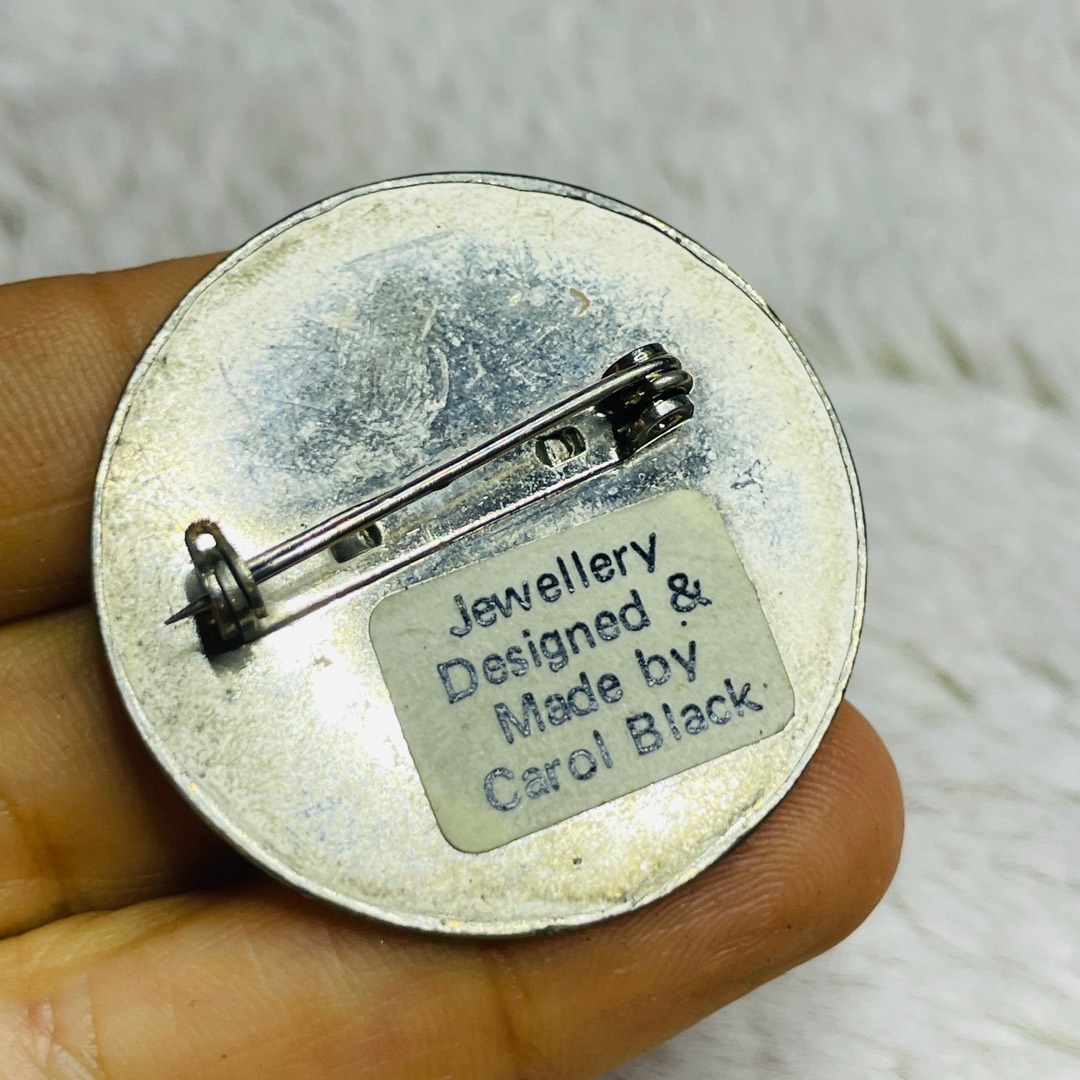 Jewellery
Designed &
Made by
Carol Black